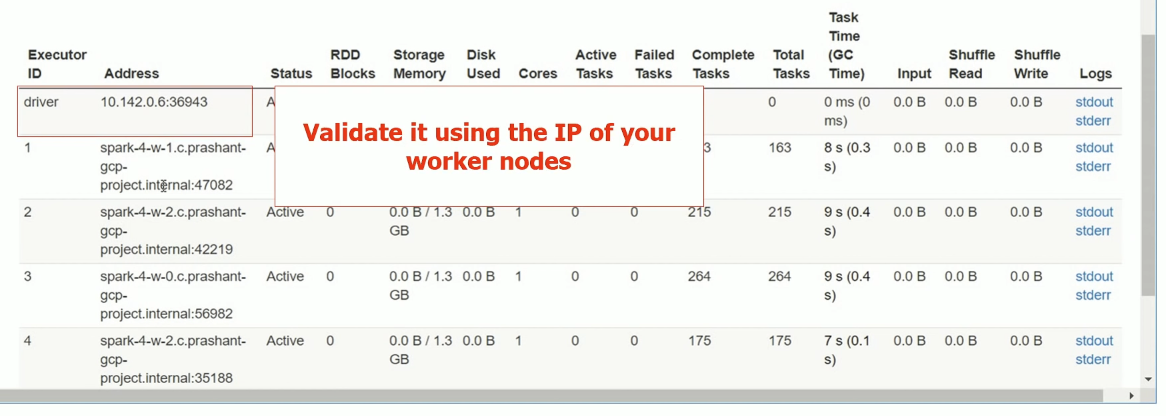 Executor ID Address Status RDD Blocks Storage Memory Disk Used Cores Active Tasks Failed Tasks Complete Tasks Total Tasks Task Time (GC Time) Input Shuffle Read Shuffle Write Logs
driver 10.142.0.6:36943 A 0 0 ms (0 ms) 0.0 B 0.0 B 0.0 B stdout stderr
Validate it using the IP of your
worker nodes
1 spark-4-w-1.c.prashant-gcp-project.internal:47082 A 3 163 8 s (0.3 s) 0.0 B 0.0 B 0.0 B stdout stderr
2 spark-4-w-2.c.prashant-gcp-project.internal:42219 Active 0 0.0 B / 1.3 GB 0.0 B 1 0 0 215 215 9 s (0.4 s) 0.0 B 0.0 B 0.0 B stdout stderr
3 spark-4-w-0.c.prashant-gcp-project.internal:56982 Active 0 0.0 B / 1.3 GB 0.0 B 1 0 0 264 264 9 s (0.4 s) 0.0 B 0.0 B 0.0 B stdout stderr
4 spark-4-w-2.c.prashant-gcp-project.internal:35188 Active 0 0.0 B / 1.3 GB 0.0 B 1 0 0 175 175 7 s (0.1 s) 0.0 B 0.0 B 0.0 B stdout stderr